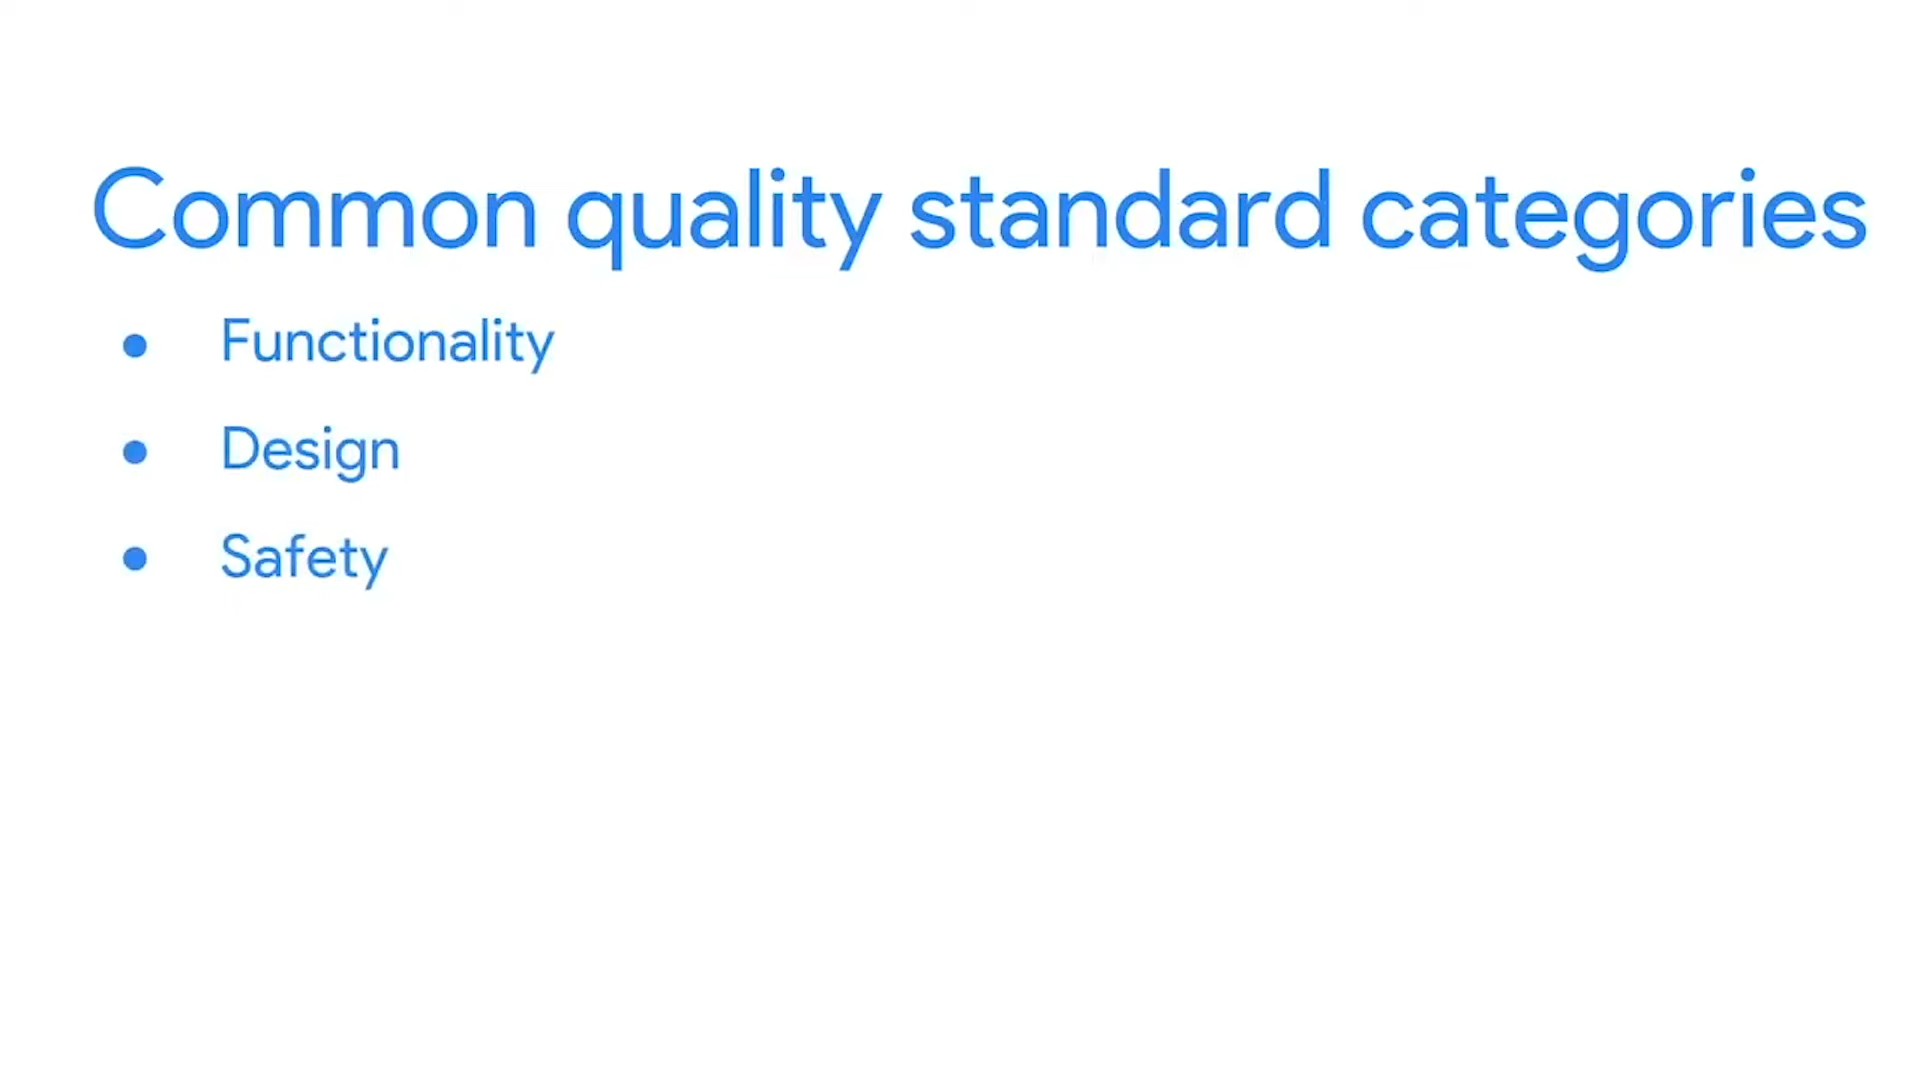 Common quality standard categories
● Functionality
● Design
● Safety